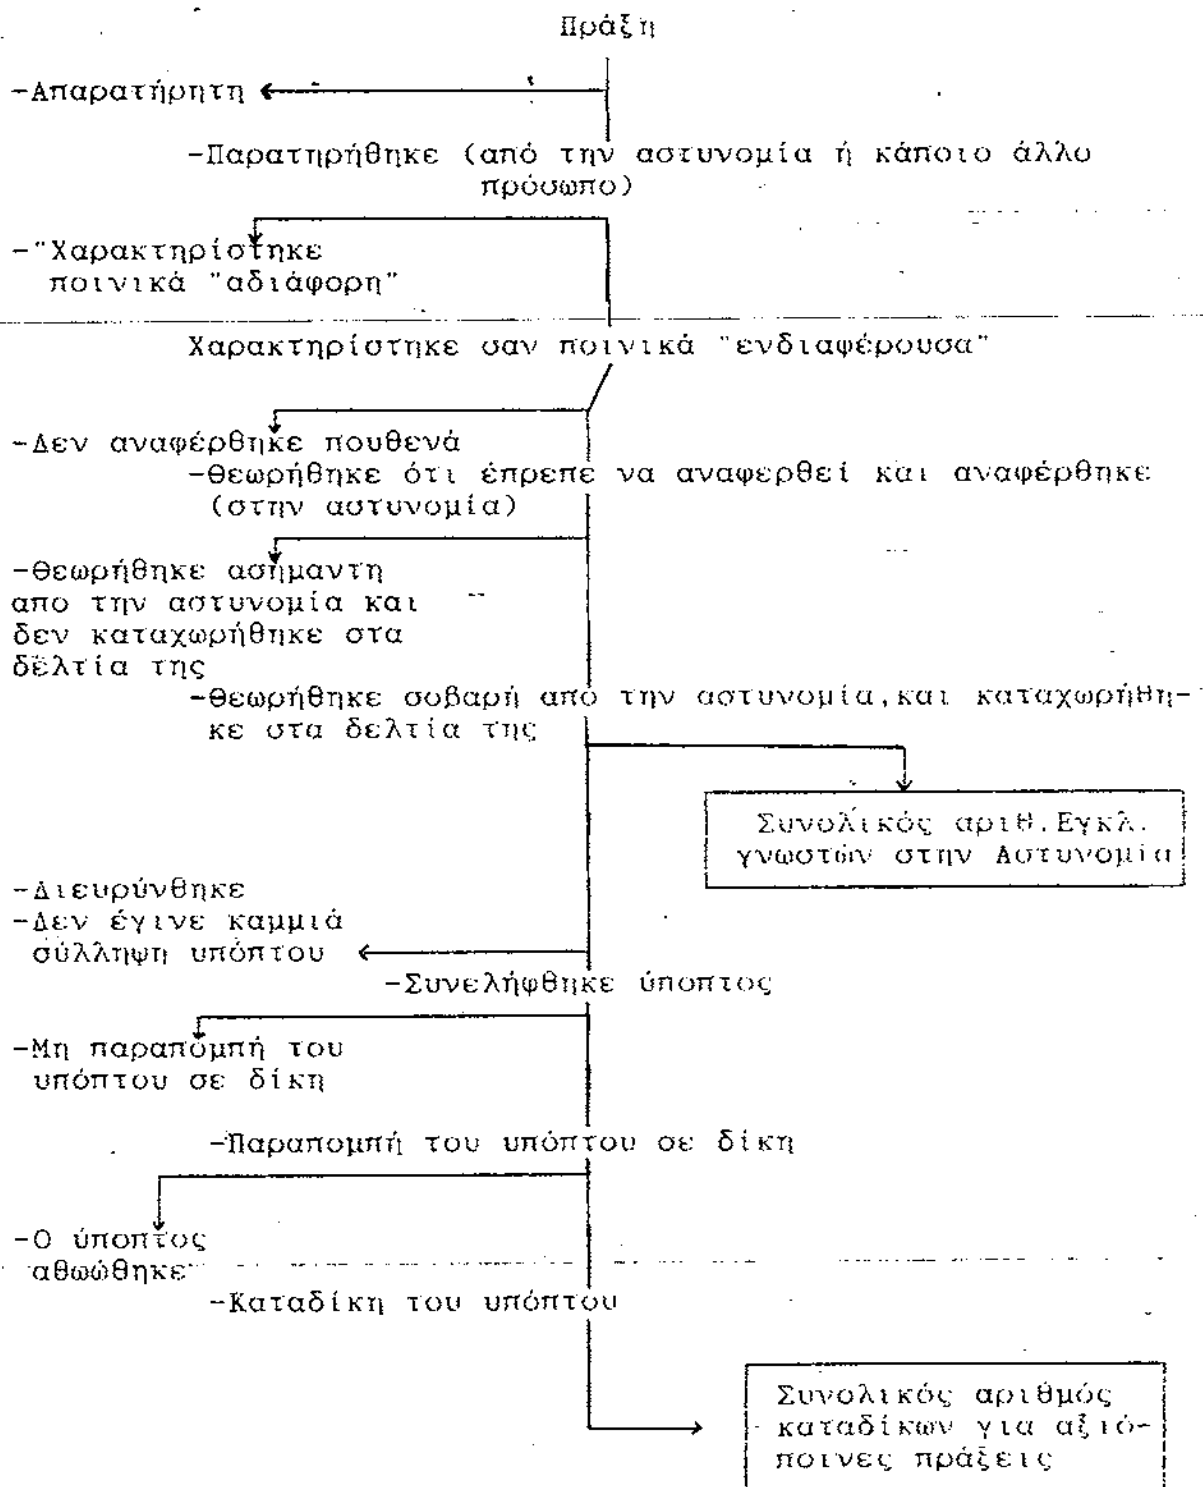 Πράξη
-Απαρατήρητη
-Παρατηρήθηκε (από την αστυνομία ή κάποιο άλλο
πρόσωπο)
-"Χαρακτηρίστηκε
ποινικά "αδιάφορη"
Χαρακτηρίστηκε σαν ποινικά "ενδιαφέρουσα"
-Δεν αναφέρθηκε πουθενά
-Θεωρήθηκε ότι έπρεπε να αναφερθεί και αναφέρθηκε
(στην αστυνομία)
-Θεωρήθηκε ασήμαντη
απο την αστυνομία και
δεν καταχωρήθηκε στα
δελτία της
-Θεωρήθηκε σοβαρή από την αστυνομία,και καταχωρήθη-
κε στα δελτία της
Συνολικός αριθ.Εγκλ.
γνωστών στην Αστυνομία
-Διευρύνθηκε
-Δεν έγινε καμμιά
σύλληψη υπόπτου
-Συνελήφθηκε ύποπτος
-Μη παραπομπή του
υπόπτου σε δίκη
-Παραπομπή του υπόπτου σε δίκη
-Ο ύποπτος
αθωώθηκε
-Καταδίκη του υπόπτου
Συνολικός αριθμός
καταδίκων για αξιό-
ποινες πράξεις